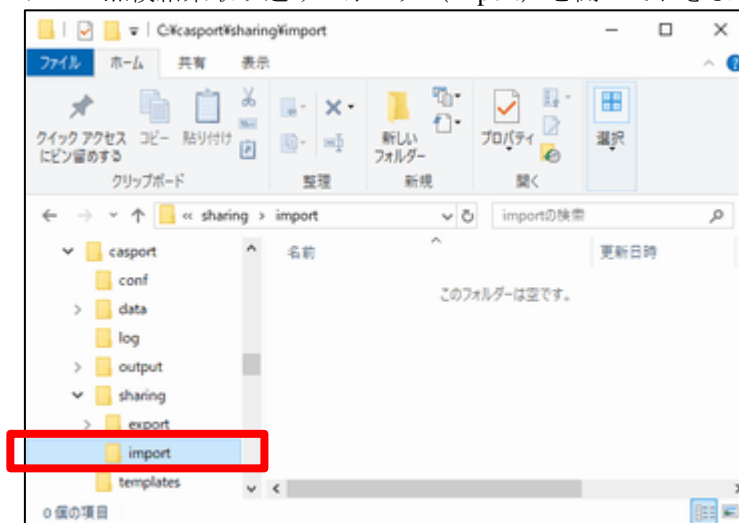 C:¥casport¥sharing¥import
ファイル ホーム 共有 表示
クイック アクセス
にピン留めする
コピー 貼り付け
新しい
フォルダー
プロパティ
選択
クリップボード 整理 新規 開く
« sharing > import
importの検索
casport
名前 更新日時
conf
このフォルダーは空です。
data
log
output
sharing
export
import
templates
0 個の項目